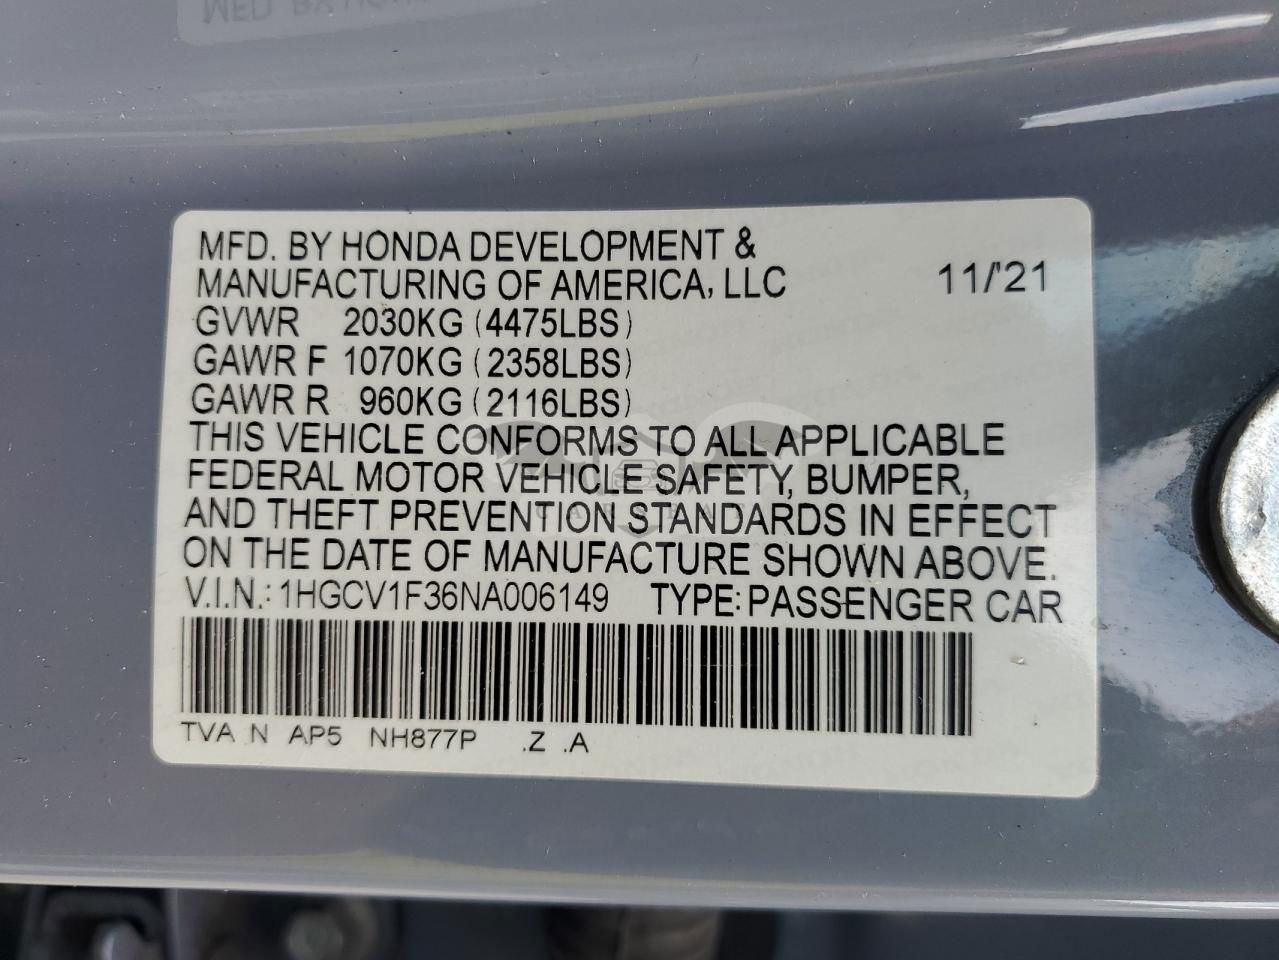 MFD. BY HONDA DEVELOPMENT &
MANUFACTURING OF AMERICA, LLC 11/'21
GVWR 2030KG (4475LBS)
GAWR F 1070KG (2358LBS)
GAWR R 960KG (2116LBS)
THIS VEHICLE CONFORMS TO ALL APPLICABLE
FEDERAL MOTOR VEHICLE SAFETY, BUMPER,
AND THEFT PREVENTION STANDARDS IN EFFECT
ON THE DATE OF MANUFACTURE SHOWN ABOVE.
V.I.N.: 1HGCV1F36NA006149 TYPE: PASSENGER CAR
TVA N AP5 NH877P .Z .A